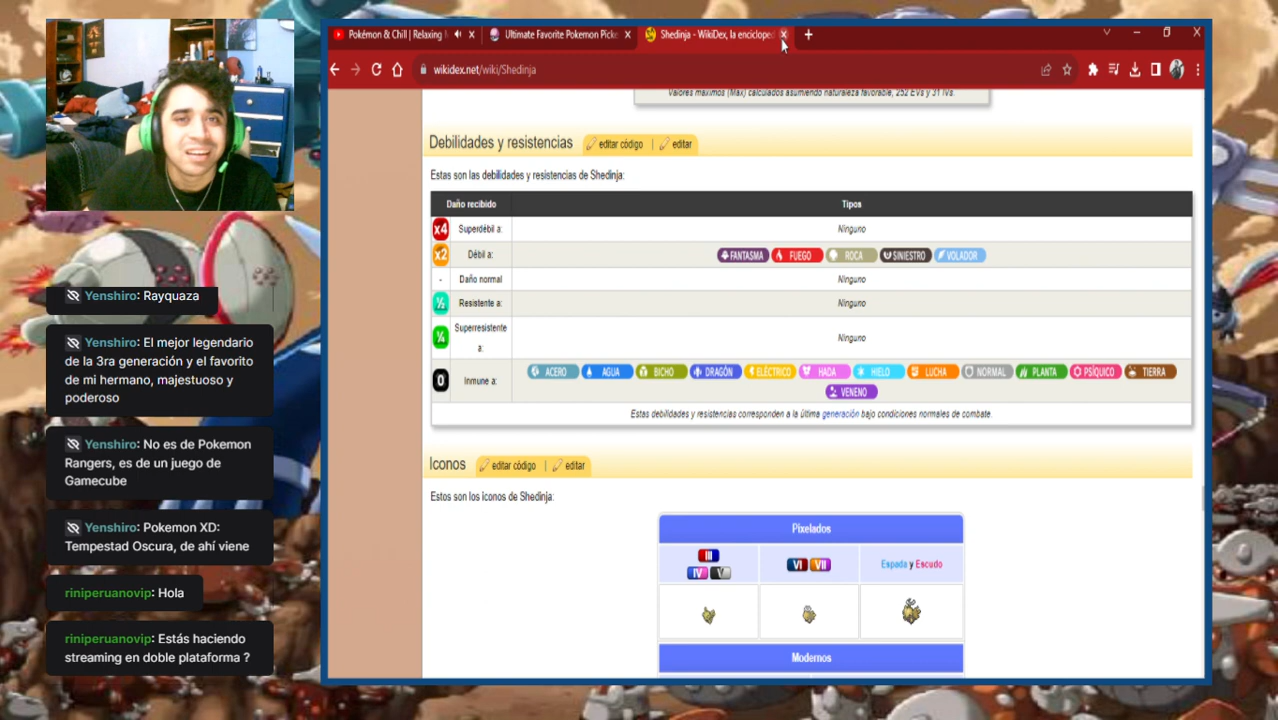 Pokémon & Chill | Relaxing
Ultimate Favorite Pokemon Picke
Shedinja - WikiDex, la enciclope
wikidex.net/wiki/Shedinja
Valores máximos (Max) calculados asumiendo naturaleza favorable, 252 EVs y 31 IVs.
Debilidades y resistencias editar código | editar
Estas son las debilidades y resistencias de Shedinja:
Daño recibido Tipos
x4 Superdébil a: Ninguno
x2 Débil a: FANTASMA FUEGO ROCA SINIESTRO VOLADOR
- Daño normal Ninguno
½ Resistente a: Ninguno
¼ Superresistente a: Ninguno
0 Inmune a: ACERO AGUA BICHO DRAGÓN ELÉCTRICO HADA HIELO LUCHA NORMAL PLANTA PSÍQUICO TIERRA
VENENO
Estas debilidades y resistencias corresponden a la última generación bajo condiciones normales de combate.
Iconos editar código | editar
Estos son los iconos de Shedinja:
Pixelados
III
IV V
VI VII
Espada y Escudo
Modernos
Yenshiro: Rayquaza
Yenshiro: El mejor legendario
de la 3ra generación y el favorito
de mi hermano, majestuoso y
poderoso
Yenshiro: No es de Pokemon
Rangers, es de un juego de
Gamecube
Yenshiro: Pokemon XD:
Tempestad Oscura, de ahí viene
riniperuanovip: Hola
riniperuanovip: Estás haciendo
streaming en doble plataforma ?